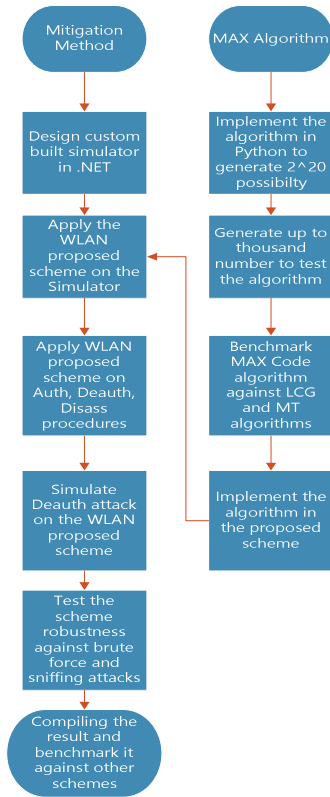 Mitigation
Method
Design custom
built simulator
in .NET
Apply the
WLAN
proposed
scheme on the
Simulator
Apply WLAN
proposed
scheme on
Auth, Deauth,
Disass
procedures
Simulate
Deauth attack
on the WLAN
proposed
scheme
Test the
scheme
robustness
against brute
force and
sniffing attacks
Compiling the
result and
benchmark it
against other
schemes
MAX Algorithm
Implement the
algorithm in
Python to
generate 2^20
possibilty
Generate up to
thousand
number to test
the algorithm
Benchmark
MAX Code
algorithm
against LCG
and MT
algorithms
Implement the
algorithm in
the proposed
scheme